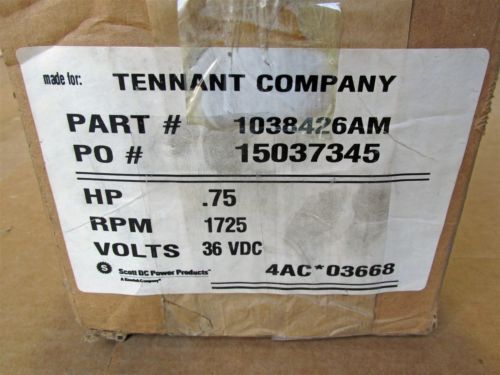 made for: TENNANT COMPANY
PART # 1038426AM
PO # 15037345
HP .75
RPM 1725
VOLTS 36 VDC
S Scott DC Power Products™
4AC*03668